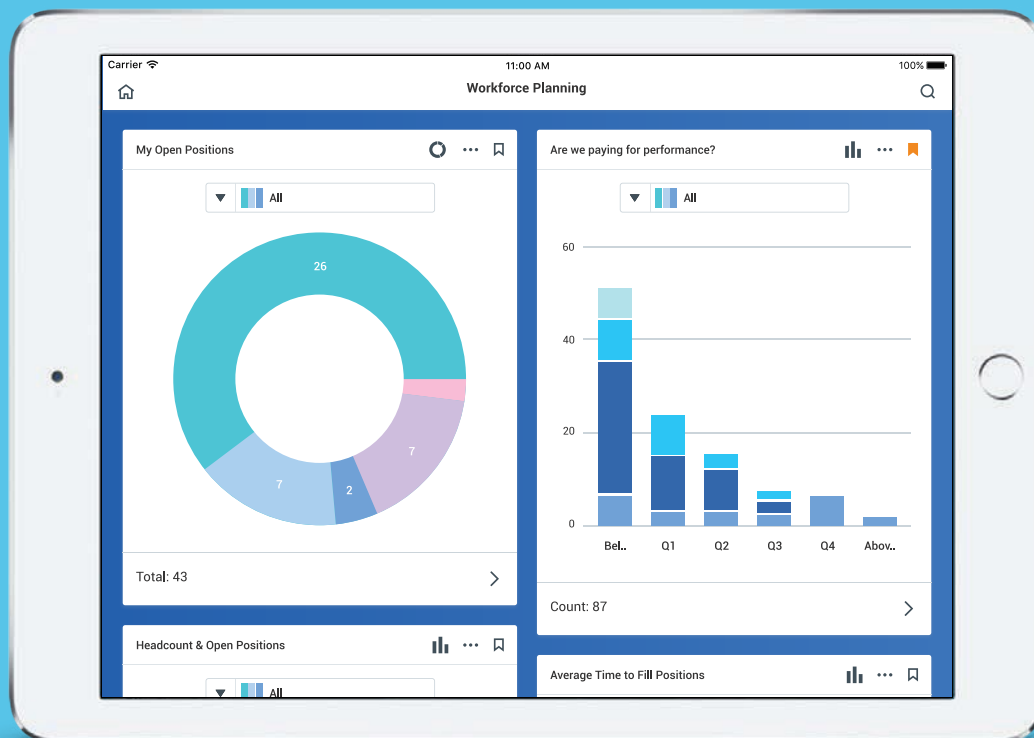 Carrier
11:00 AM
100%
Workforce Planning
My Open Positions
All
26
7
2
7
Total: 43
Are we paying for performance?
All
60
40
20
0
Bel..
Q1
Q2
Q3
Q4
Abov..
Count: 87
Headcount & Open Positions
All
Average Time to Fill Positions